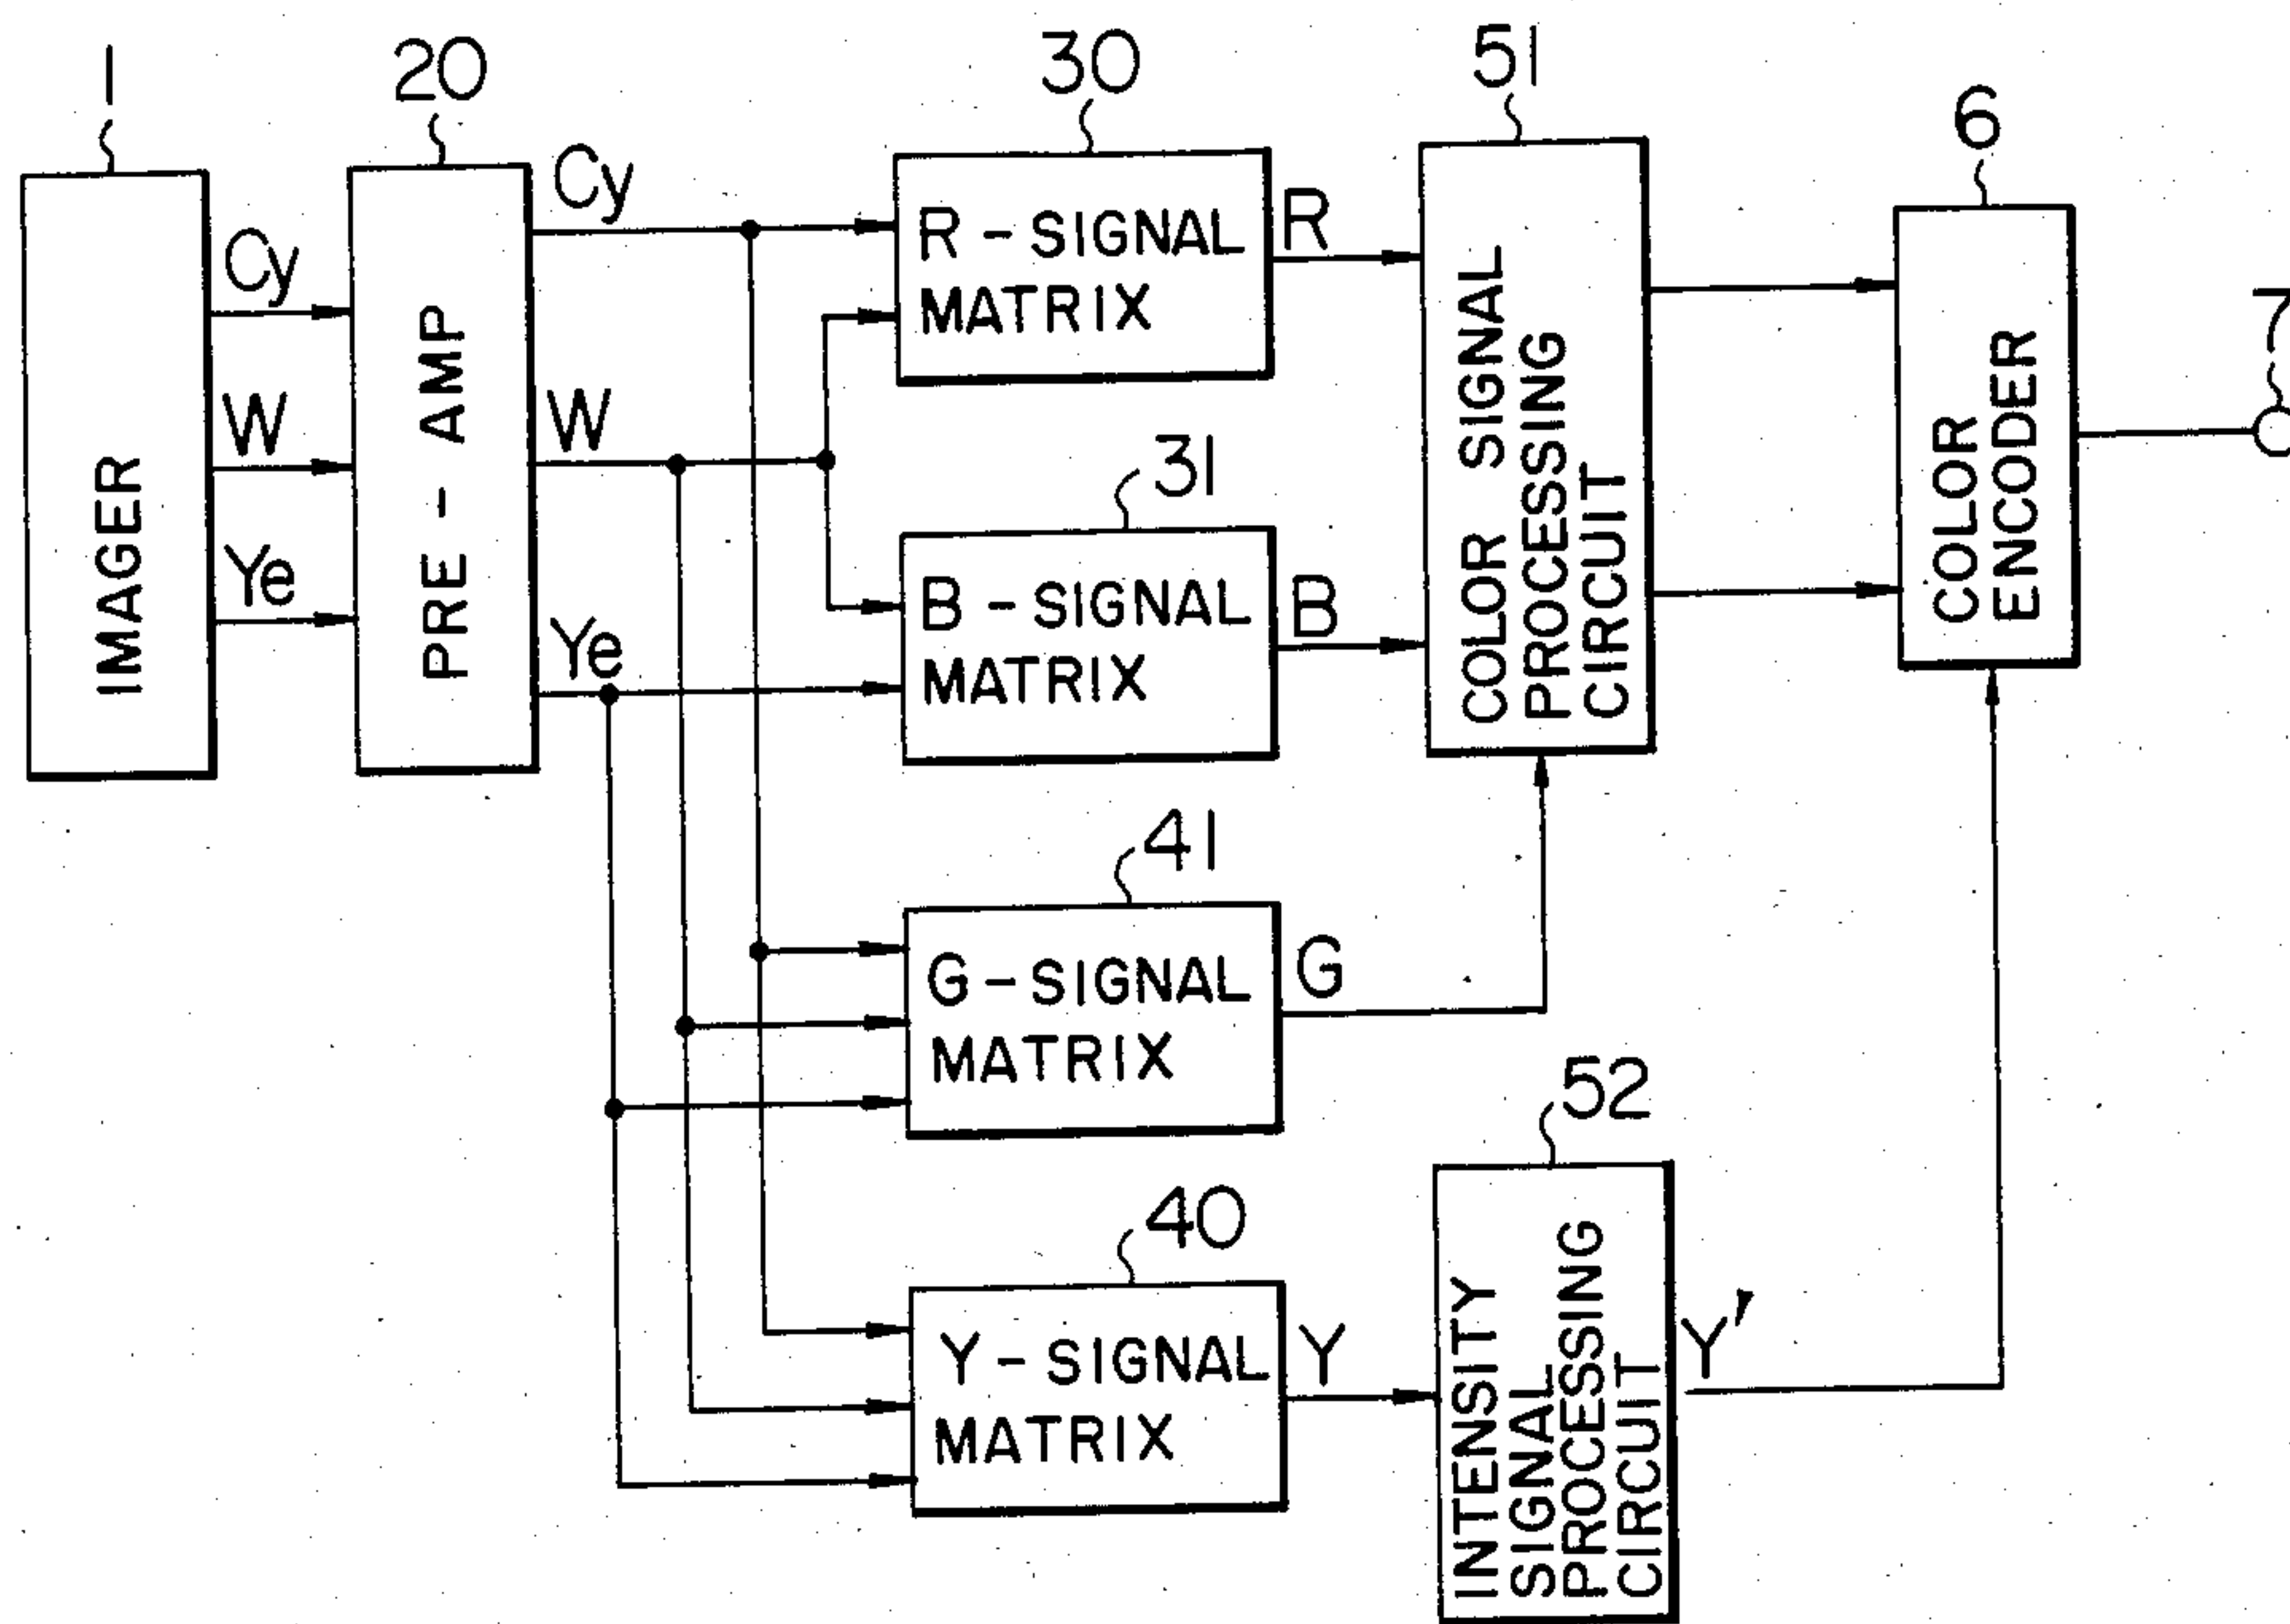 1
20
30
51
6
7
IMAGER
Cy
W
Ye
PRE - AMP
Cy
W
Ye
R - SIGNAL
MATRIX
R
31
B - SIGNAL
MATRIX
B
COLOR SIGNAL
PROCESSING
CIRCUIT
COLOR
ENCODER
41
G - SIGNAL
MATRIX
G
40
Y - SIGNAL
MATRIX
Y
52
INTENSITY
SIGNAL
PROCESSING
CIRCUIT
Y'